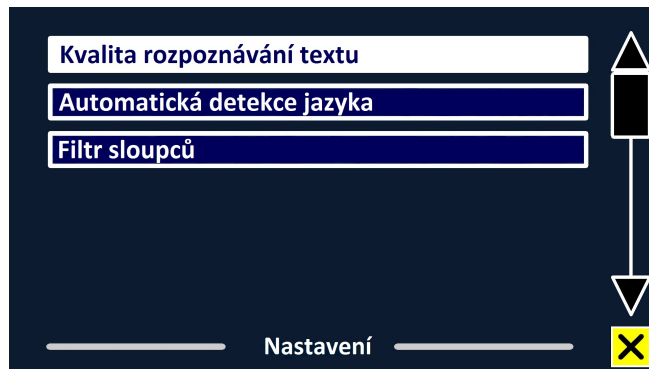 Kvalita rozpoznávání textu
Automatická detekce jazyka
Filtr sloupců
Nastavení